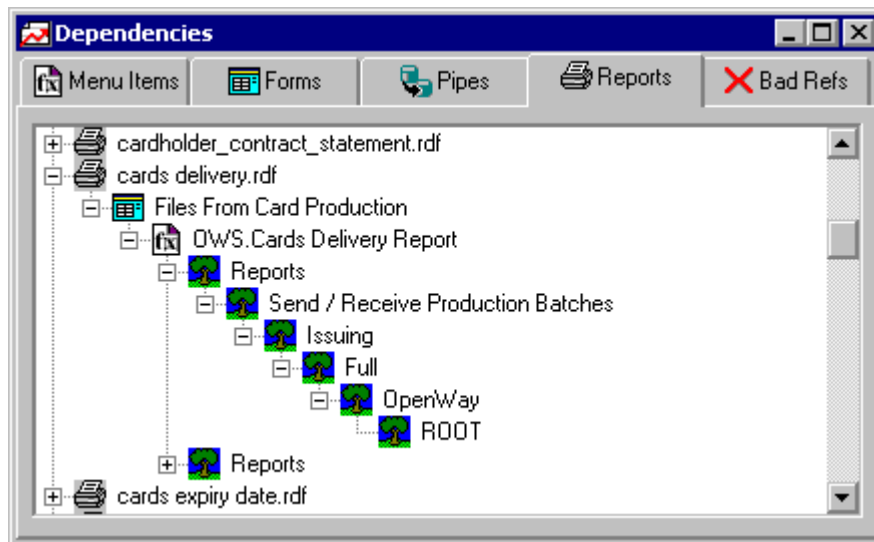 Dependencies
Menu Items Forms Pipes Reports Bad Refs
cardholder_contract_statement.rdf
cards delivery.rdf
Files From Card Production
OWS.Cards Delivery Report
Reports
Send / Receive Production Batches
Issuing
Full
OpenWay
ROOT
Reports
cards expiry date.rdf